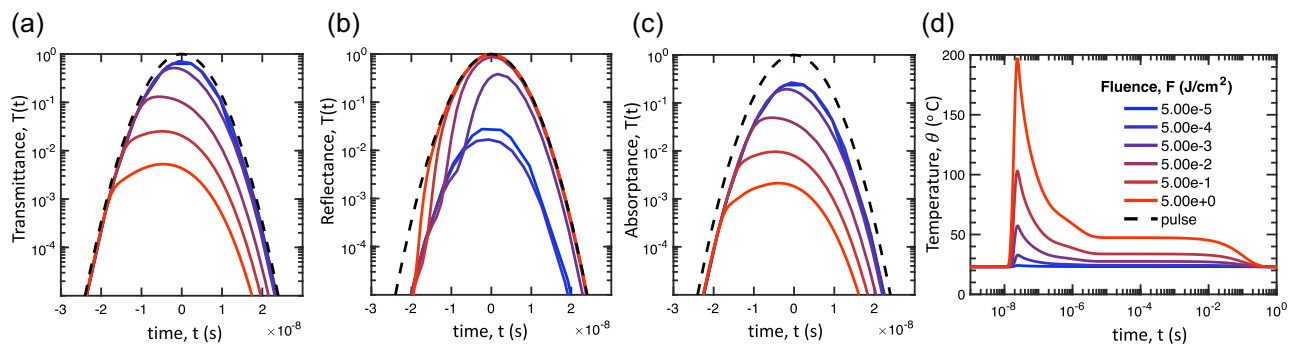 (a)
Transmittance, T(t)
10^0
10^-1
10^-2
10^-3
10^-4
-3 -2 -1 0 1 2 3
time, t (s)
×10^-8
(b)
Reflectance, T(t)
10^0
10^-1
10^-2
10^-3
10^-4
-3 -2 -1 0 1 2 3
time, t (s)
×10^-8
(c)
Absorptance, T(t)
10^0
10^-1
10^-2
10^-3
10^-4
-3 -2 -1 0 1 2 3
time, t (s)
×10^-8
(d)
Temperature, θ (° C)
200
150
100
50
0
Fluence, F (J/cm²)
5.00e-5
5.00e-4
5.00e-3
5.00e-2
5.00e-1
5.00e+0
pulse
10^-8 10^-6 10^-4 10^-2 10^0
time, t (s)